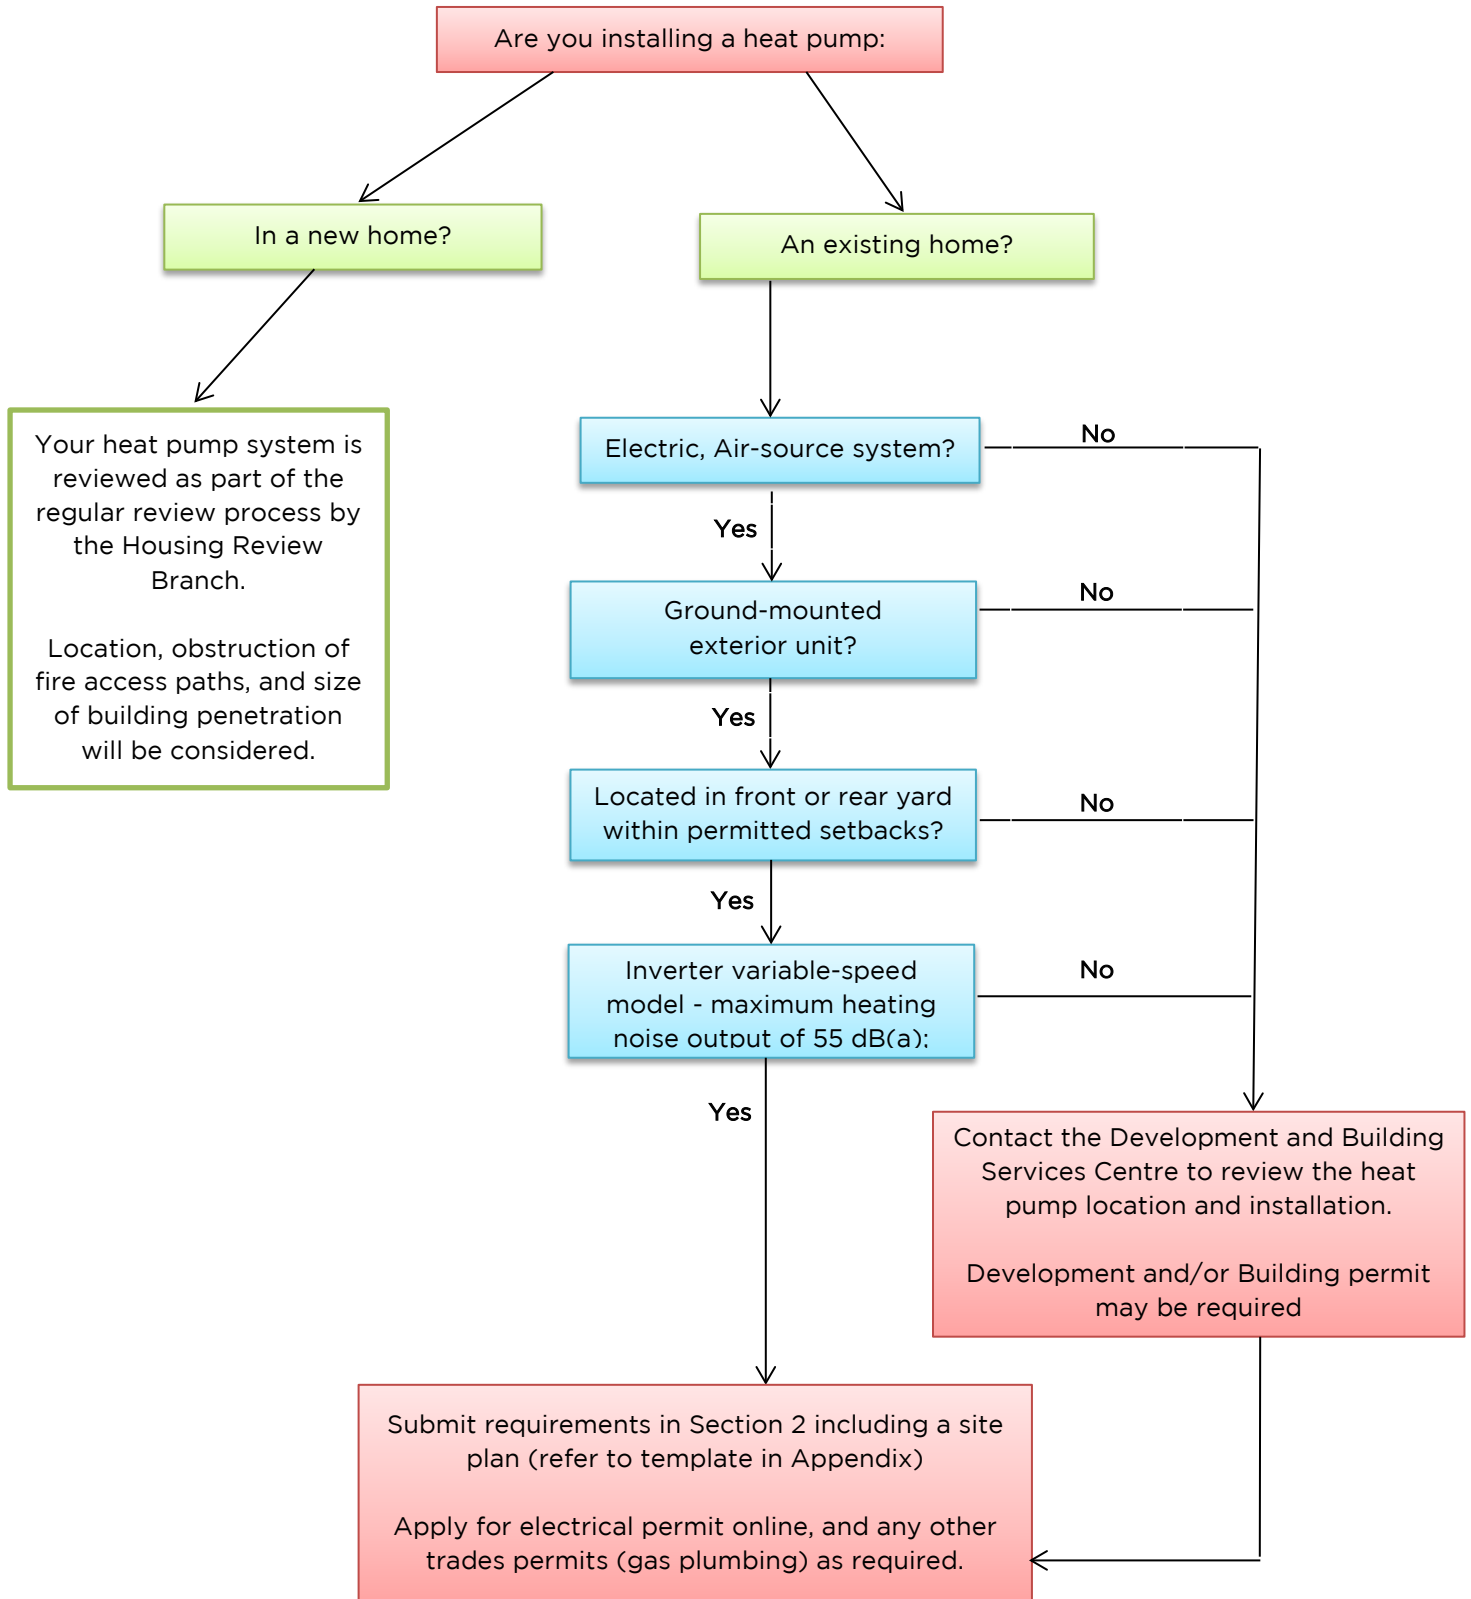 Are you installing a heat pump:
In a new home?
An existing home?
Your heat pump system is
reviewed as part of the
regular review process by
the Housing Review
Branch.
Location, obstruction of
fire access paths, and size
of building penetration
will be considered.
Electric, Air-source system?
No
Yes
Ground-mounted
exterior unit?
No
Yes
Located in front or rear yard
within permitted setbacks?
No
Yes
Inverter variable-speed
model - maximum heating
noise output of 55 dB(a):
No
Yes
Contact the Development and Building
Services Centre to review the heat
pump location and installation.
Development and/or Building permit
may be required
Submit requirements in Section 2 including a site
plan (refer to template in Appendix)
Apply for electrical permit online, and any other
trades permits (gas plumbing) as required.